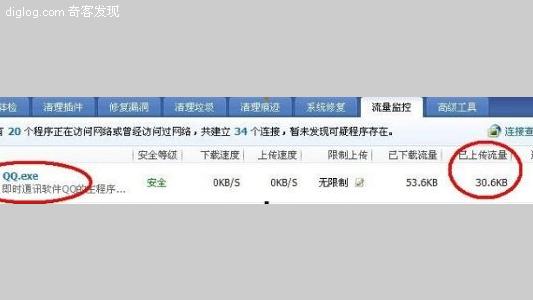 diglog.com 奇客发现
体检 清理插件 修复漏洞 清理垃圾 清理痕迹 系统修复 流量监控 高级工具
有 20 个程序正在访问网络或曾经访问过网络，共建立 34 个连接，暂未发现可疑程序存在。 连接查
安全等级 下载速度 上传速度 限制上传 已下载流量 已上传流量
QQ.exe 安全 0KB/S 0KB/S 无限制 53.6KB 30.6KB
即时通讯软件QQ的主程序...